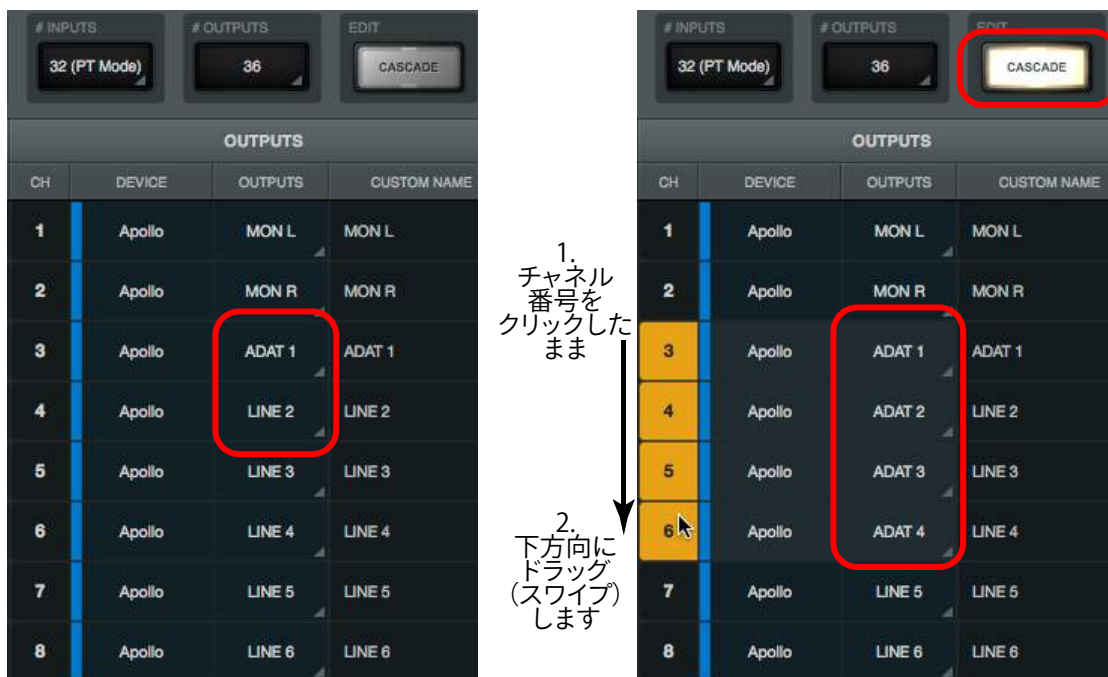 # INPUTS # OUTPUTS EDIT
32 (PT Mode) 36 CASCADE
OUTPUTS
CH DEVICE OUTPUTS CUSTOM NAME
1 Apollo MON L MON L
2 Apollo MON R MON R
3 Apollo ADAT 1 ADAT 1
4 Apollo LINE 2 LINE 2
5 Apollo LINE 3 LINE 3
6 Apollo LINE 4 LINE 4
7 Apollo LINE 5 LINE 5
8 Apollo LINE 6 LINE 6
1.
チャネル
番号を
クリックした
まま
2.
下方向に
ドラッグ
（スワイプ）
します
# INPUTS # OUTPUTS EDIT
32 (PT Mode) 36 CASCADE
OUTPUTS
CH DEVICE OUTPUTS CUSTOM NAME
1 Apollo MON L MON L
2 Apollo MON R MON R
3 Apollo ADAT 1 ADAT 1
4 Apollo ADAT 2 LINE 2
5 Apollo ADAT 3 LINE 3
6 Apollo ADAT 4 LINE 4
7 Apollo LINE 5 LINE 5
8 Apollo LINE 6 LINE 6